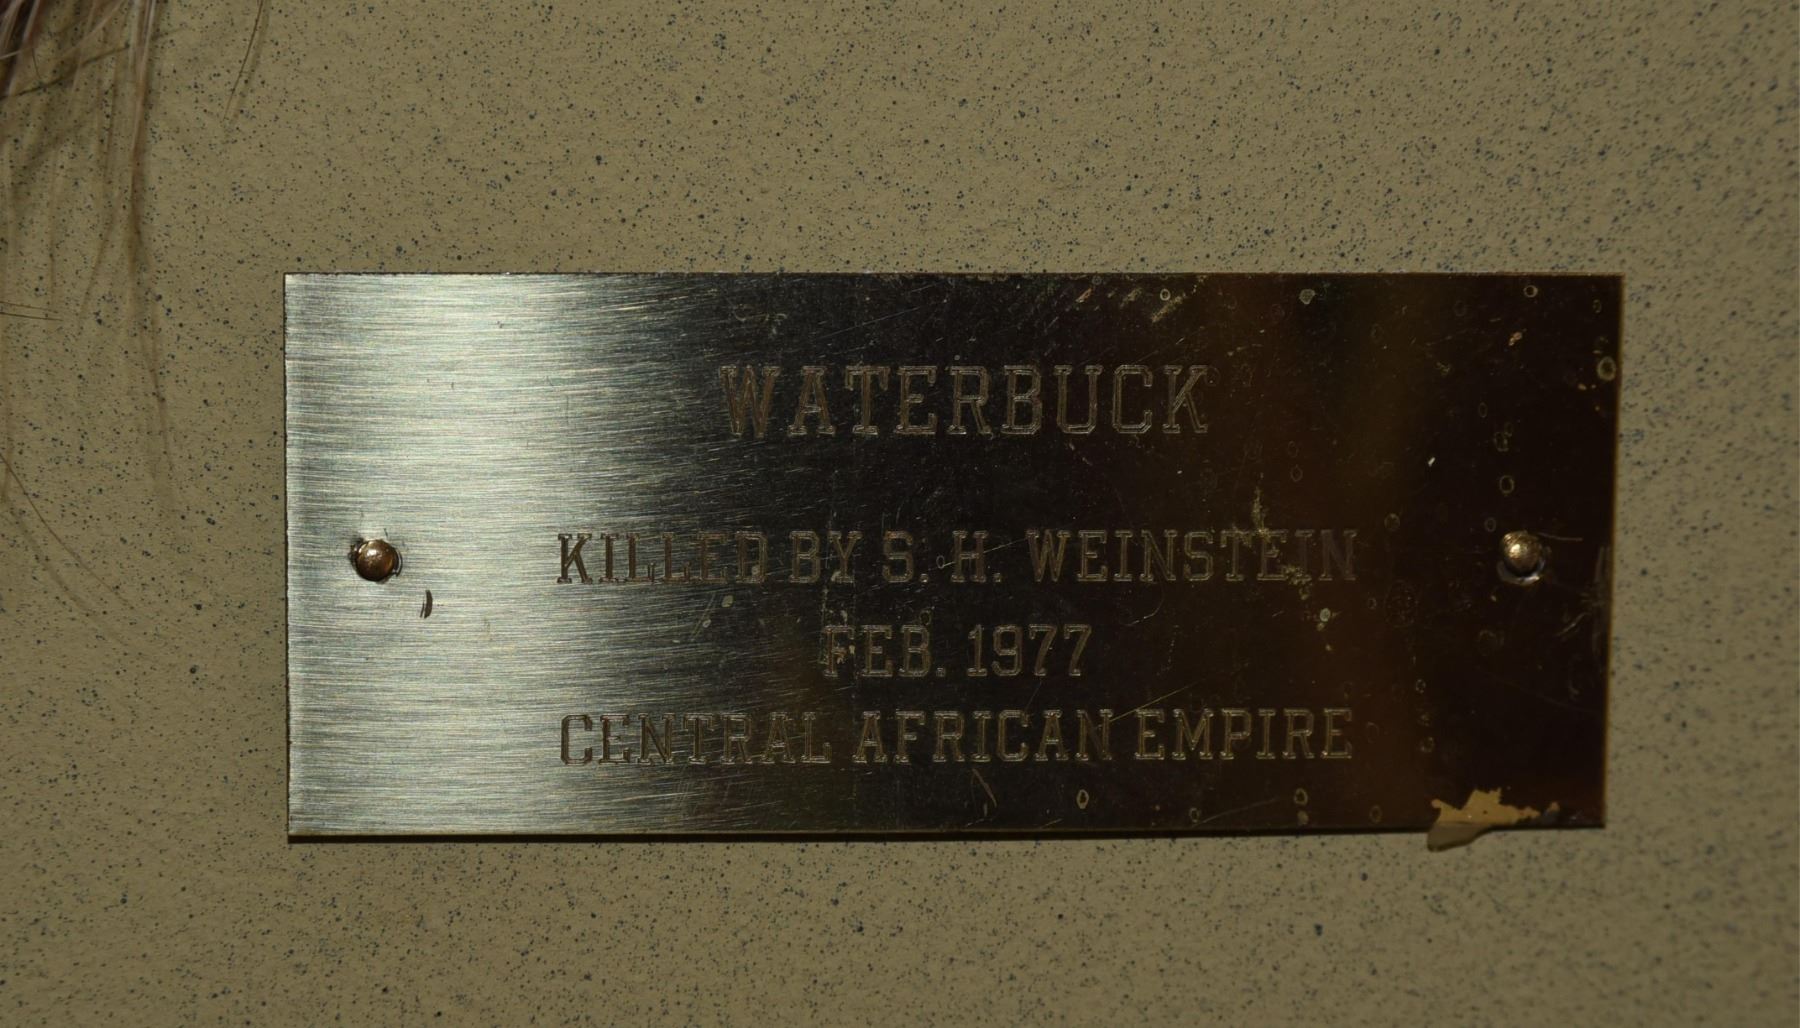 WATERBUCK
KILLED BY S. H. WEINSTEIN
FEB. 1977
CENTRAL AFRICAN EMPIRE